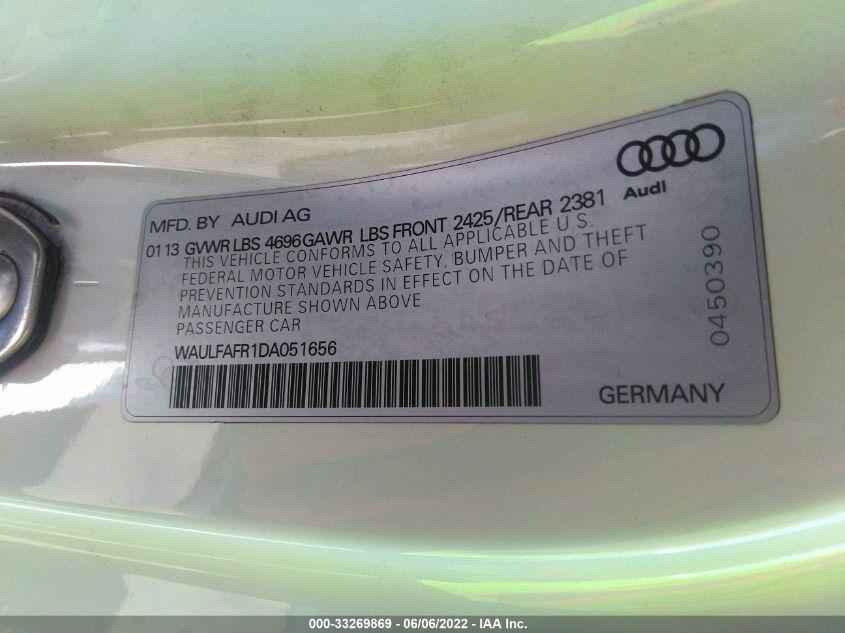 Audi
MFD. BY AUDI AG
01 13 GVWR LBS 4696 GAWR LBS FRONT 2425/REAR 2381
THIS VEHICLE CONFORMS TO ALL APPLICABLE U.S.
FEDERAL MOTOR VEHICLE SAFETY, BUMPER AND THEFT
PREVENTION STANDARDS IN EFFECT ON THE DATE OF
MANUFACTURE SHOWN ABOVE
PASSENGER CAR
WAULFAFR1DA051656
GERMANY
0450390
000-33269869 - 06/06/2022 - IAA Inc.